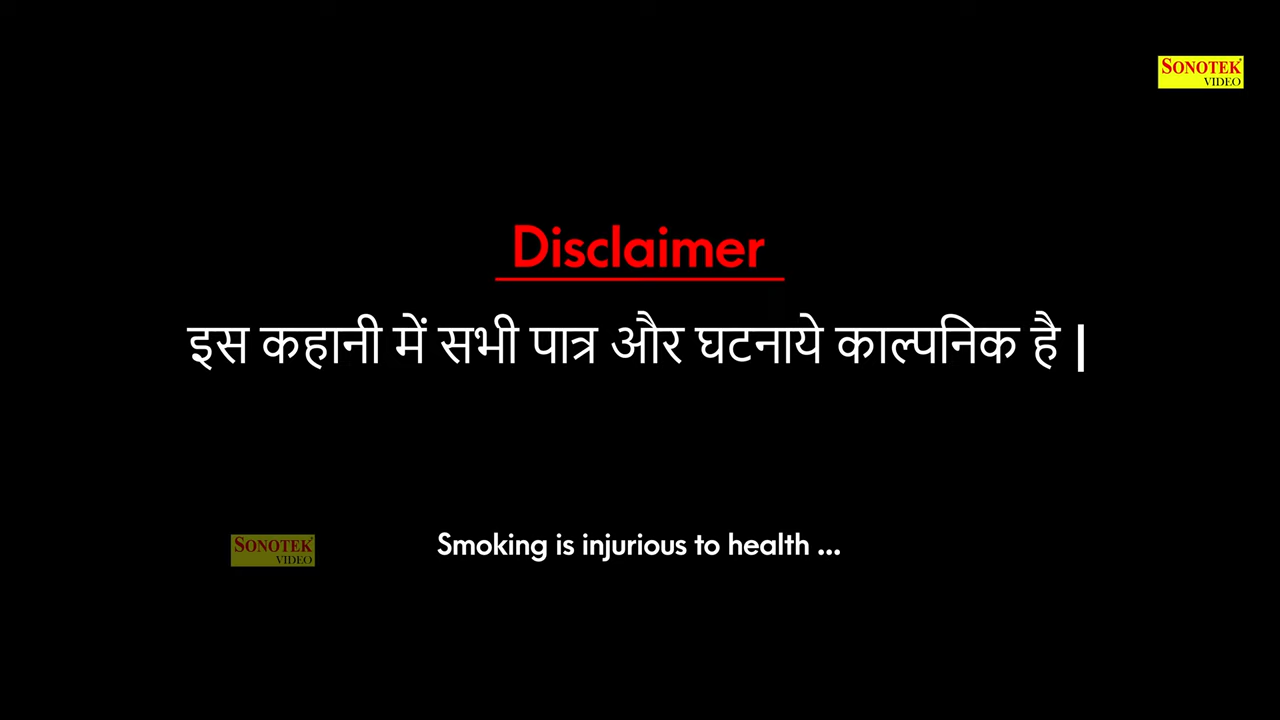 SONOTEK
VIDEO
Disclaimer
इस कहानी में सभी पात्र और घटनाये काल्पनिक है |
SONOTEK
VIDEO
Smoking is injurious to health ...